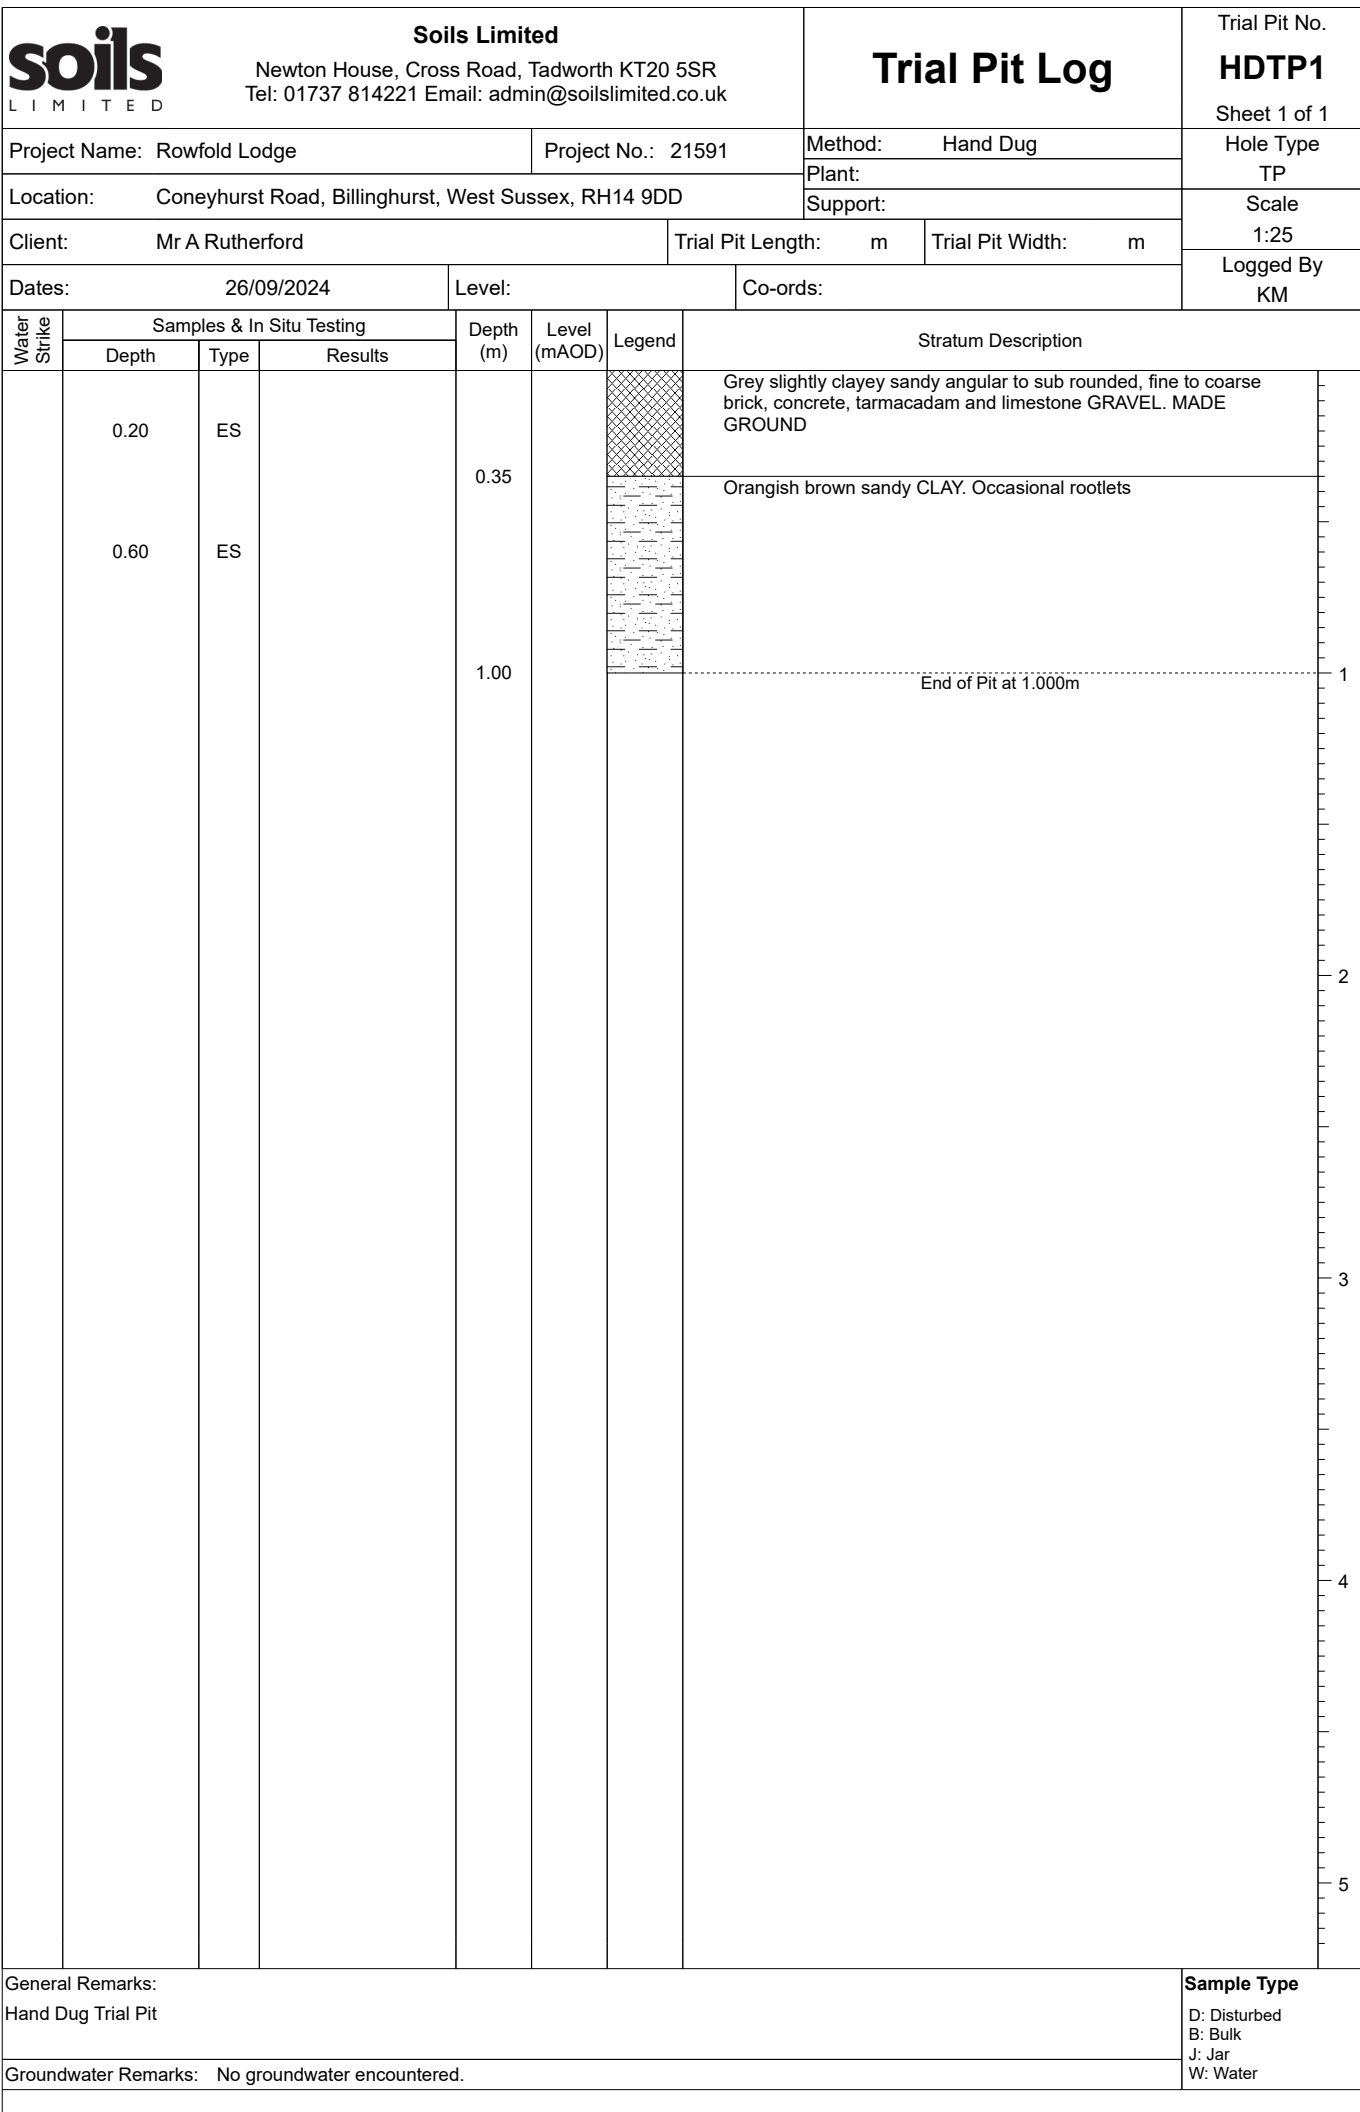 soils
LIMITED
Soils Limited
Newton House, Cross Road, Tadworth KT20 5SR
Tel: 01737 814221 Email: admin@soilslimited.co.uk
Trial Pit Log
Trial Pit No.
HDTP1
Sheet 1 of 1
Project Name: Rowfold Lodge
Project No.: 21591
Method: Hand Dug
Plant:
Support:
Hole Type
TP
Location: Coneyhurst Road, Billinghurst, West Sussex, RH14 9DD
Scale
1:25
Client: Mr A Rutherford
Trial Pit Length: m
Trial Pit Width: m
Logged By
KM
Dates: 26/09/2024
Level:
Co-ords:
Water
Strike
Samples & In Situ Testing
Depth
Type
Results
Depth
(m)
Level
(mAOD)
Legend
Stratum Description
Grey slightly clayey sandy angular to sub rounded, fine to coarse
brick, concrete, tarmacadam and limestone GRAVEL. MADE
GROUND
0.20 ES
0.35
Orangish brown sandy CLAY. Occasional rootlets
0.60 ES
1.00
End of Pit at 1.000m
1
2
3
4
5
General Remarks:
Hand Dug Trial Pit
Groundwater Remarks: No groundwater encountered.
Sample Type
D: Disturbed
B: Bulk
J: Jar
W: Water